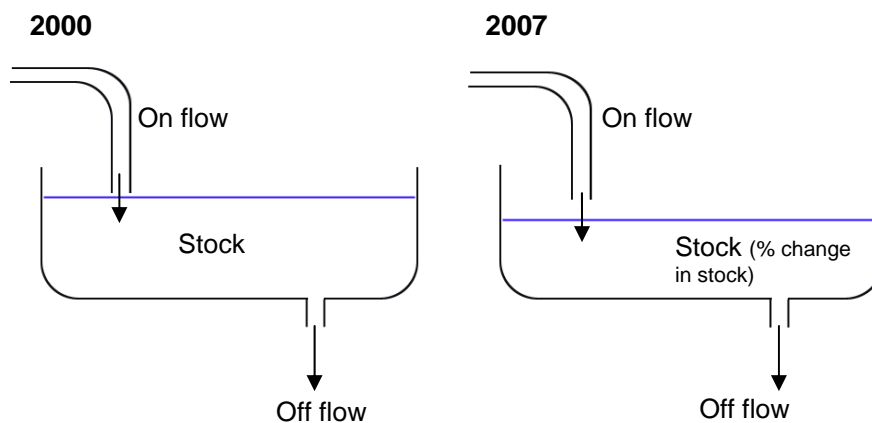 2000
On flow
Stock
Off flow
2007
On flow
Stock (% change
in stock)
Off flow